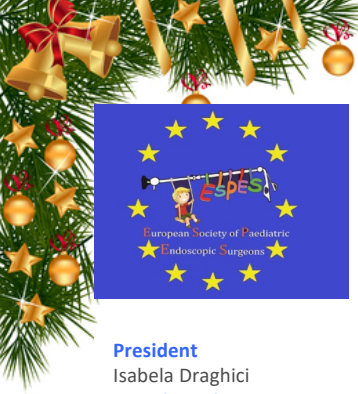 ESPES
European Society of Paediatric
Endoscopic Surgeons
President
Isabela Draghici